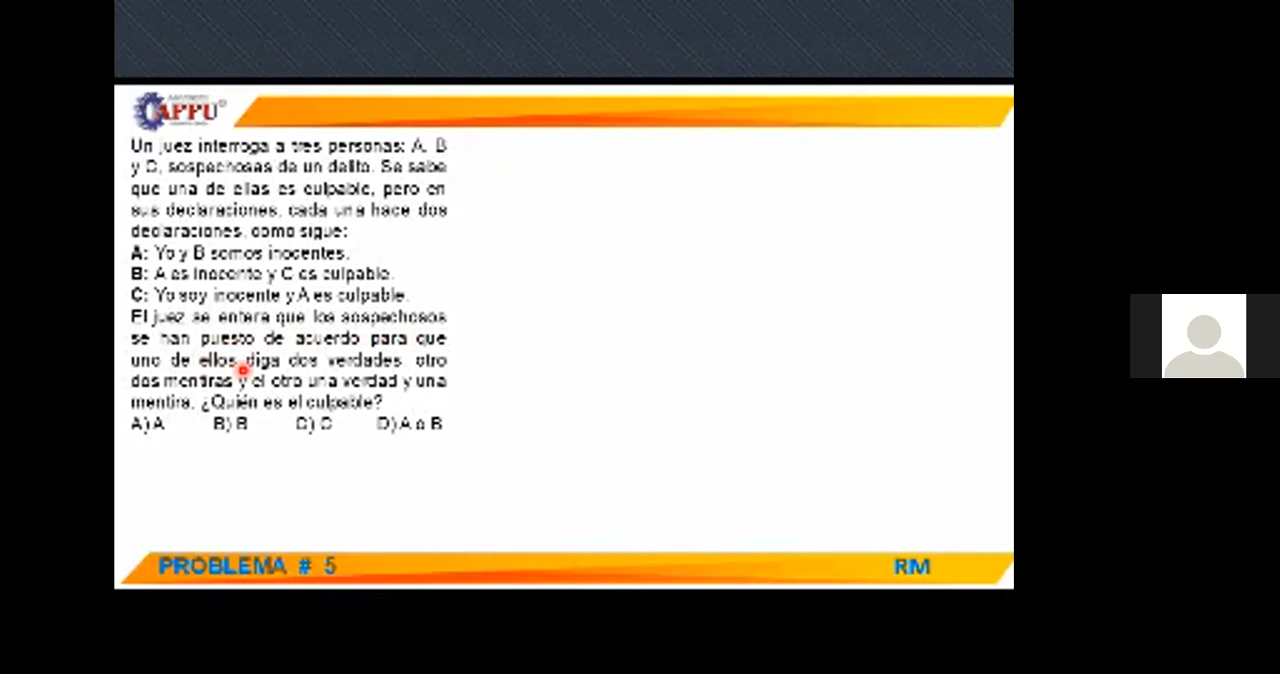 CAPPU
Un juez interroga a tres personas: A, B
y C, sospechosas de un delito. Se sabe
que una de ellas es culpable, pero en
sus declaraciones, cada una hace dos
declaraciones, como sigue:
A: Yo y B somos inocentes.
B: A es inocente y C es culpable.
C: Yo soy inocente y A es culpable.
El juez se entera que los sospechosos
se han puesto de acuerdo para que
uno de ellos diga dos verdades, otro
dos mentiras y el otro una verdad y una
mentira. ¿Quién es el culpable?
A) A B) B C) C D) A o B
PROBLEMA # 5 RM